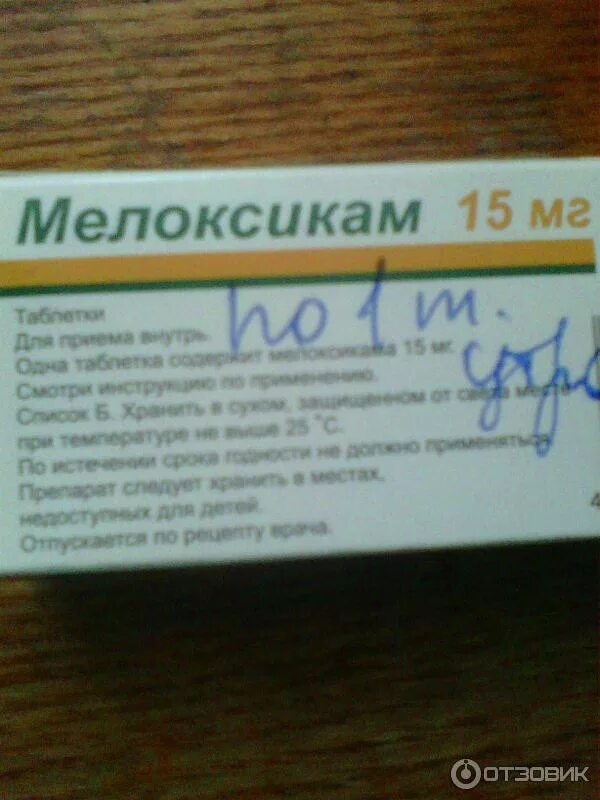 Мелоксикам 15 мг
Таблетки
Для приема внутрь.
по 1 т.
Одна таблетка содержит мелоксикама 15 мг.
Смотри инструкцию по применению.
Список Б. Хранить в сухом, защищенном от света месте
при температуре не выше 25 °С.
По истечении срока годности не должно применяться.
Препарат следует хранить в местах,
недоступных для детей.
4
Отпускается по рецепту врача.
ОТЗОВИК